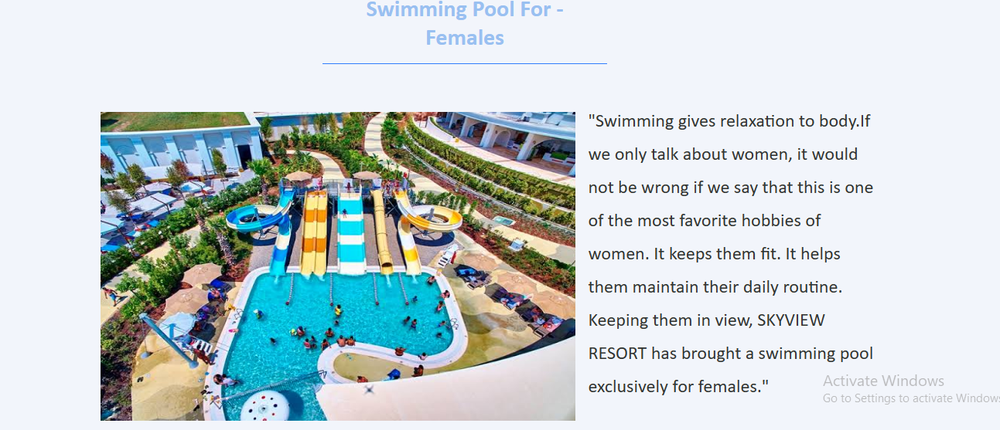 Swimming Pool For -
Females
"Swimming gives relaxation to body.If
we only talk about women, it would
not be wrong if we say that this is one
of the most favorite hobbies of
women. It keeps them fit. It helps
them maintain their daily routine.
Keeping them in view, SKYVIEW
RESORT has brought a swimming pool
exclusively for females."
Activate Windows
Go to Settings to activate Windows